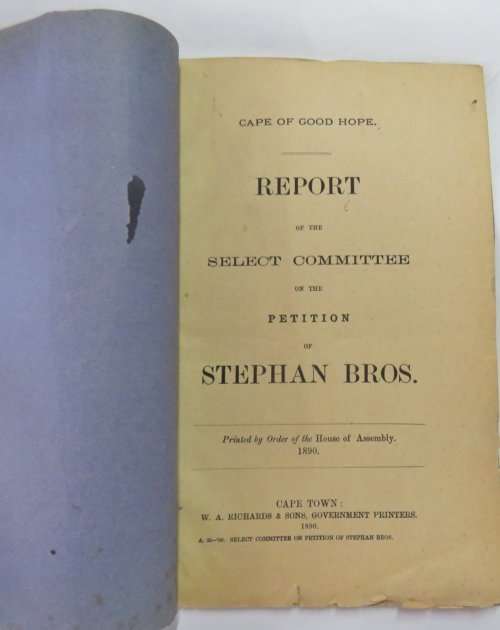 CAPE OF GOOD HOPE.
REPORT
OF THE
SELECT COMMITTEE
ON THE
PETITION
OF
STEPHAN BROS.
Printed by Order of the House of Assembly.
1890.
CAPE TOWN:
W. A. RICHARDS & SONS, GOVERNMENT PRINTERS.
1890.
SELECT COMMITTEE ON PETITION OF STEPHAN BROS.